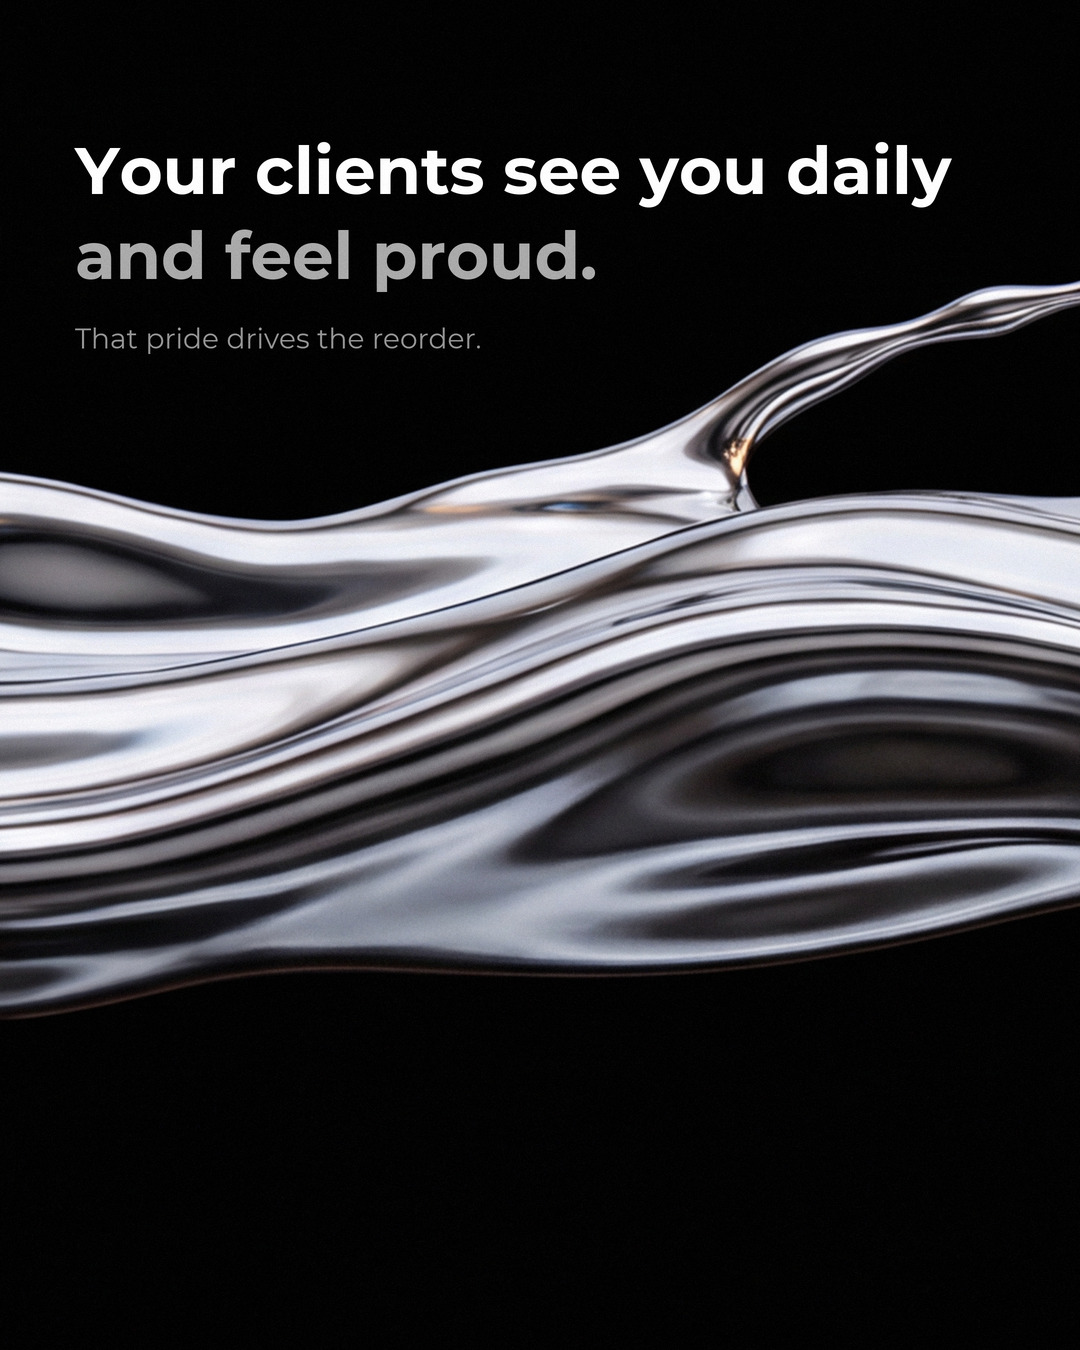 Your clients see you daily
and feel proud.
That pride drives the reorder.